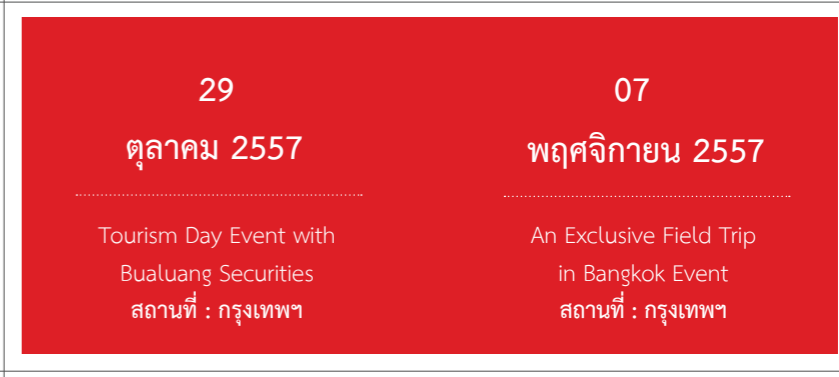 29
ตุลาคม 2557
Tourism Day Event with
Bualuang Securities
สถานที่ : กรุงเทพฯ
07
พฤศจิกายน 2557
An Exclusive Field Trip
in Bangkok Event
สถานที่ : กรุงเทพฯ